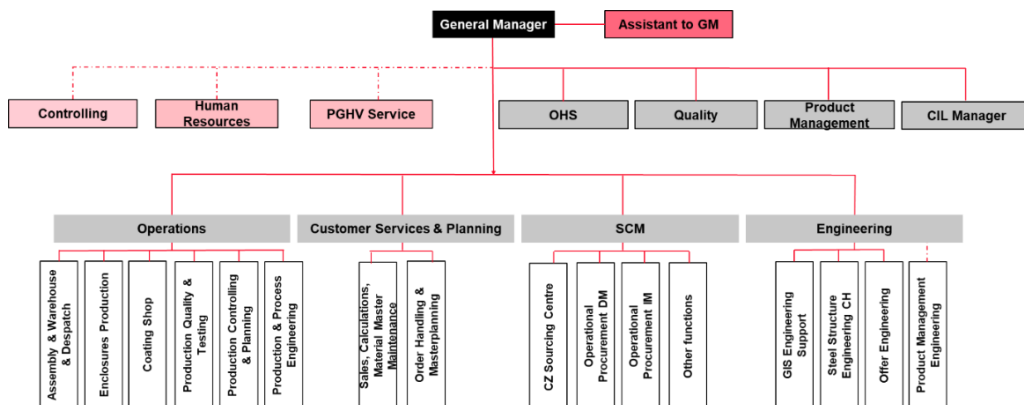 General Manager
Assistant to GM
Controlling
Human
Resources
PGHV Service
OHS
Quality
Product
Management
CIL Manager
Operations
Customer Services & Planning
SCM
Engineering
Assembly & Warehouse
& Despatch
Enclosures Production
Coating Shop
Production Quality &
Testing
Production Controlling
& Planning
Production & Process
Engineering
Sales, Calculations,
Material Master
Maintenance
Order Handling &
Masterplanning
CZ Sourcing Centre
Operational
Procurement DM
Operational
Procurement IM
Other functions
GIS Engineering
Support
Steel Structure
Engineering CH
Offer Engineering
Product Management
Engineering